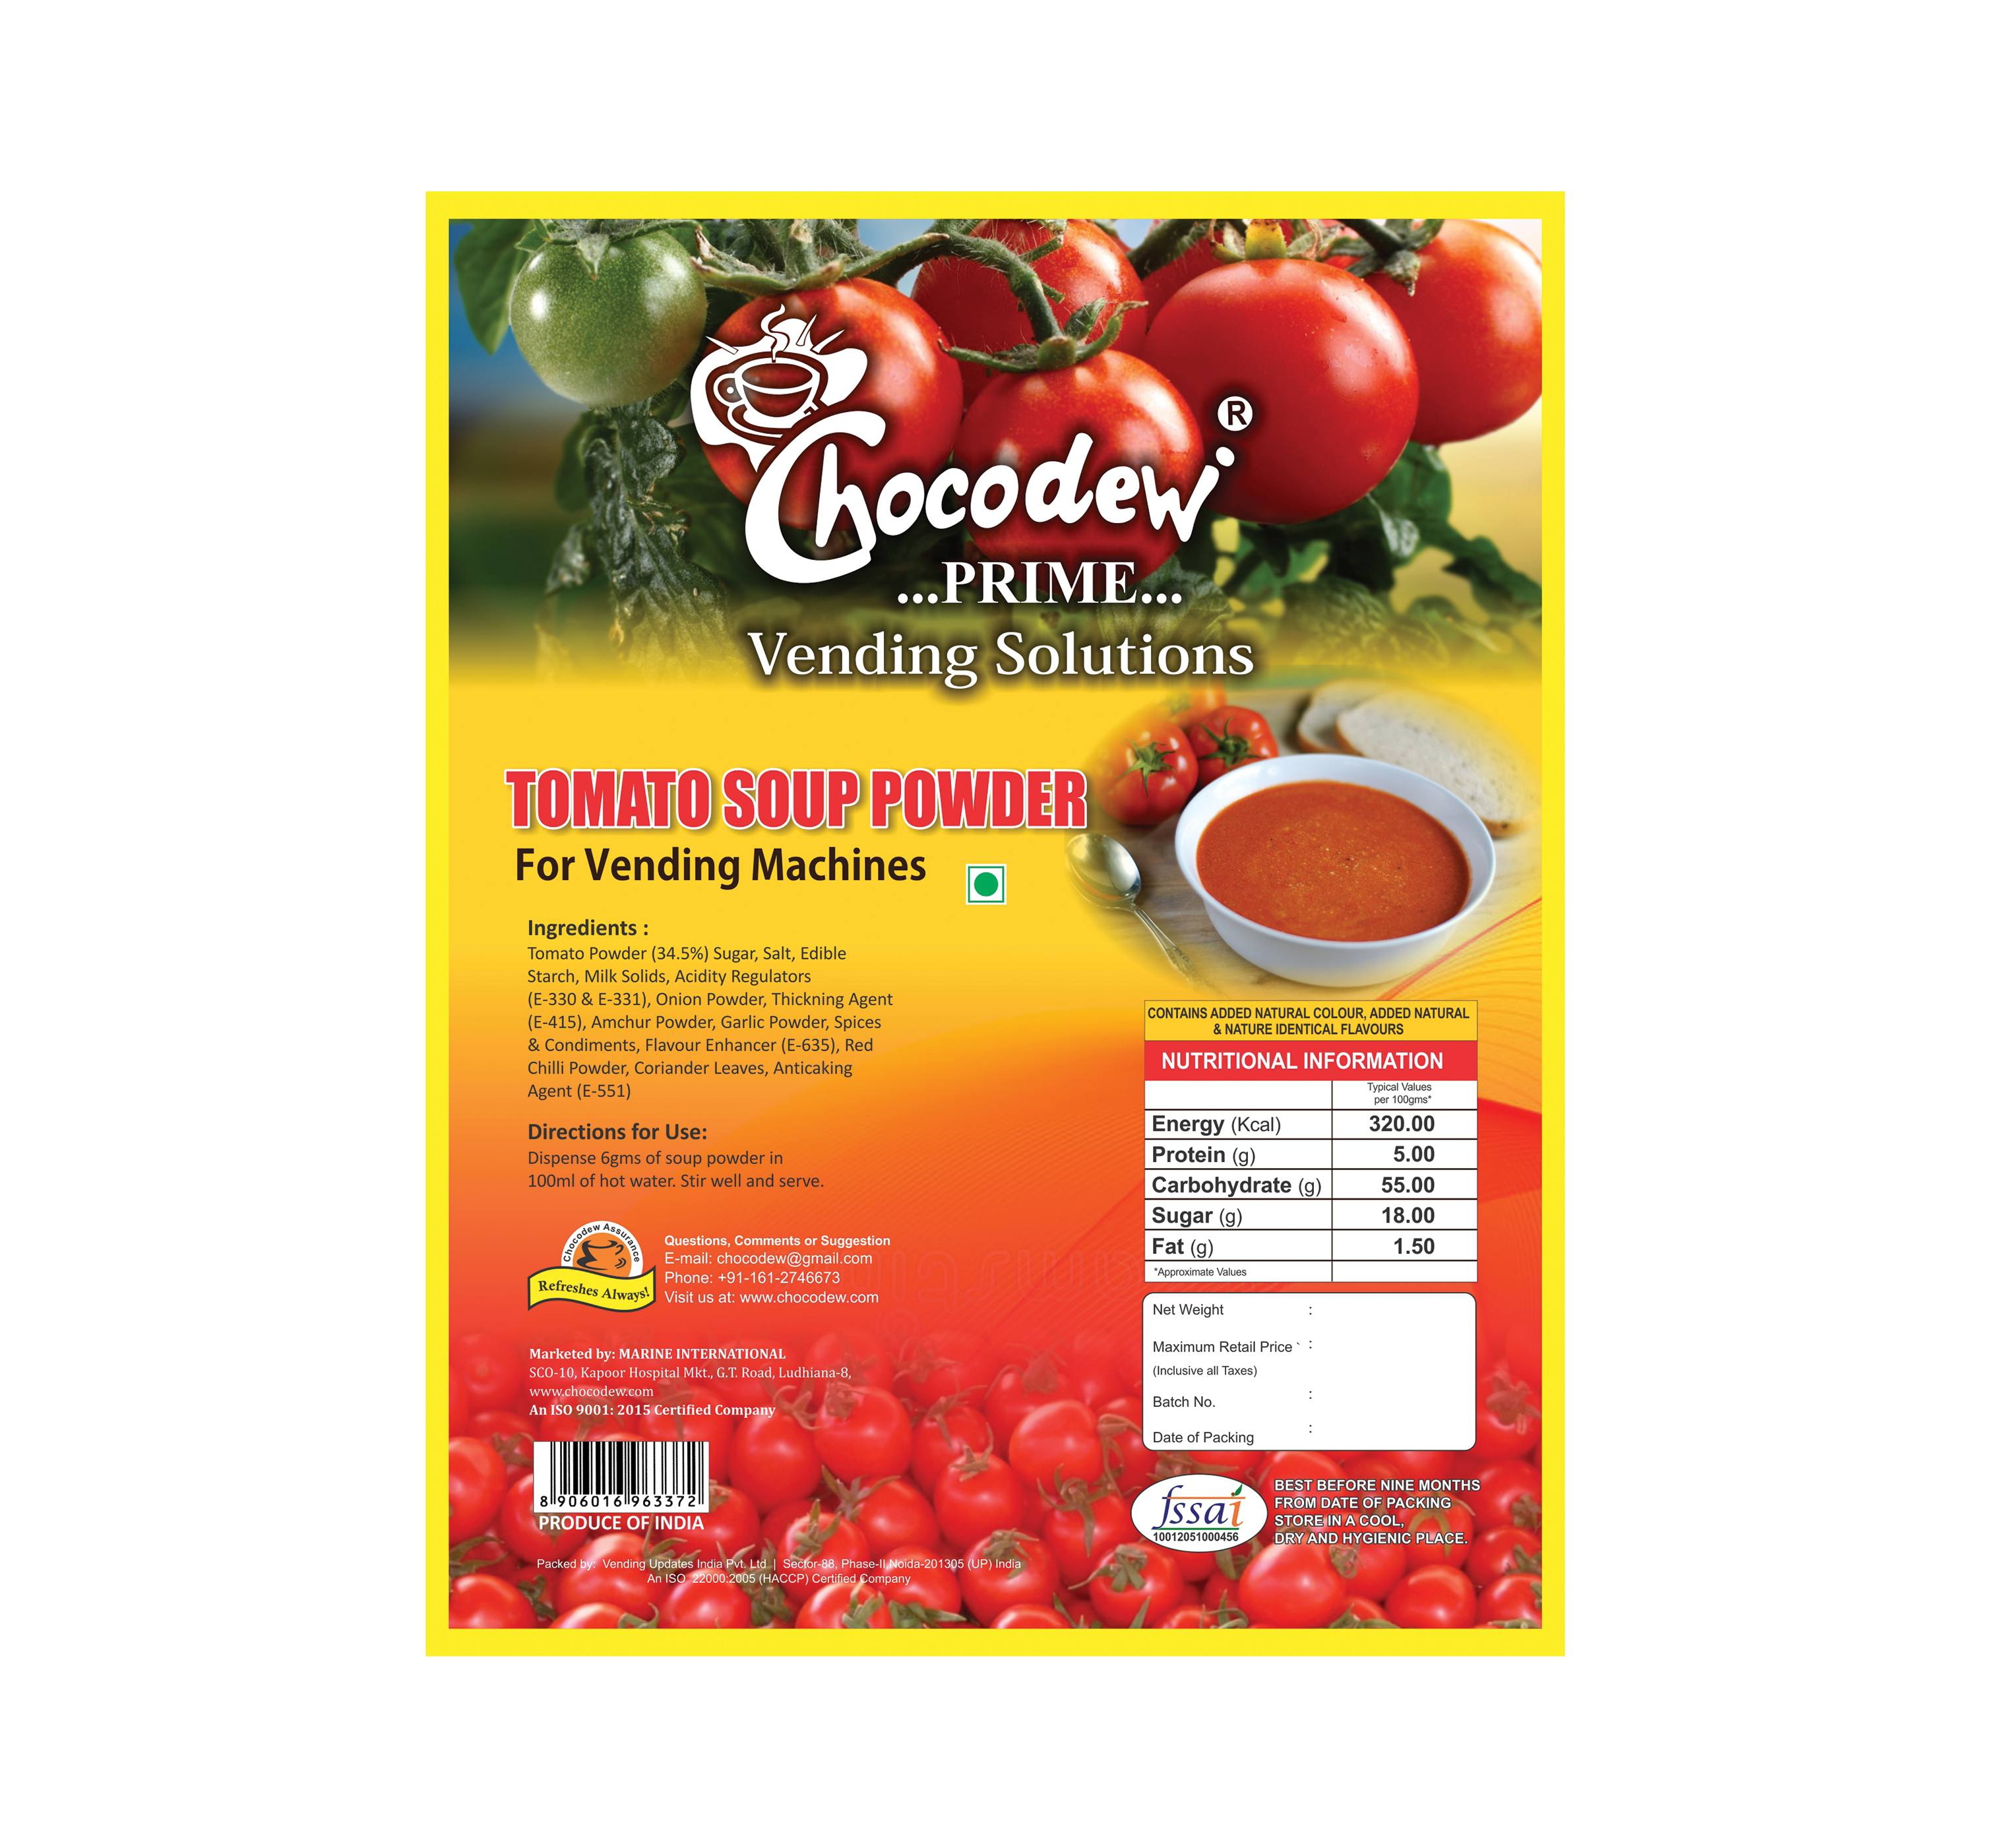 Chocodew®
...PRIME...
Vending Solutions
TOMATO SOUP POWDER
For Vending Machines
Ingredients :
Tomato Powder (34.5%) Sugar, Salt, Edible
Starch, Milk Solids, Acidity Regulators
(E-330 & E-331), Onion Powder, Thickning Agent
(E-415), Amchur Powder, Garlic Powder, Spices
& Condiments, Flavour Enhancer (E-635), Red
Chilli Powder, Coriander Leaves, Anticaking
Agent (E-551)
Directions for Use:
Dispense 6gms of soup powder in
100ml of hot water. Stir well and serve.
Chocodew Assurance
Refreshes Always!
Questions, Comments or Suggestion
E-mail: chocodew@gmail.com
Phone: +91-161-2746673
Visit us at: www.chocodew.com
Marketed by: MARINE INTERNATIONAL
SCO-10, Kapoor Hospital Mkt., G.T. Road, Ludhiana-8,
www.chocodew.com
An ISO 9001: 2015 Certified Company
8 906016 963372
PRODUCE OF INDIA
Packed by: Vending Updates India Pvt. Ltd | Sector-88, Phase-II Noida-201305 (UP) India
An ISO 22000:2005 (HACCP) Certified Company
CONTAINS ADDED NATURAL COLOUR, ADDED NATURAL
& NATURE IDENTICAL FLAVOURS
NUTRITIONAL INFORMATION
Typical Values
per 100gms*
Energy (Kcal) 320.00
Protein (g) 5.00
Carbohydrate (g) 55.00
Sugar (g) 18.00
Fat (g) 1.50
*Approximate Values
Net Weight :
Maximum Retail Price ` :
(Inclusive all Taxes)
Batch No. :
Date of Packing :
fssai
10012051000456
BEST BEFORE NINE MONTHS
FROM DATE OF PACKING
STORE IN A COOL,
DRY AND HYGIENIC PLACE.